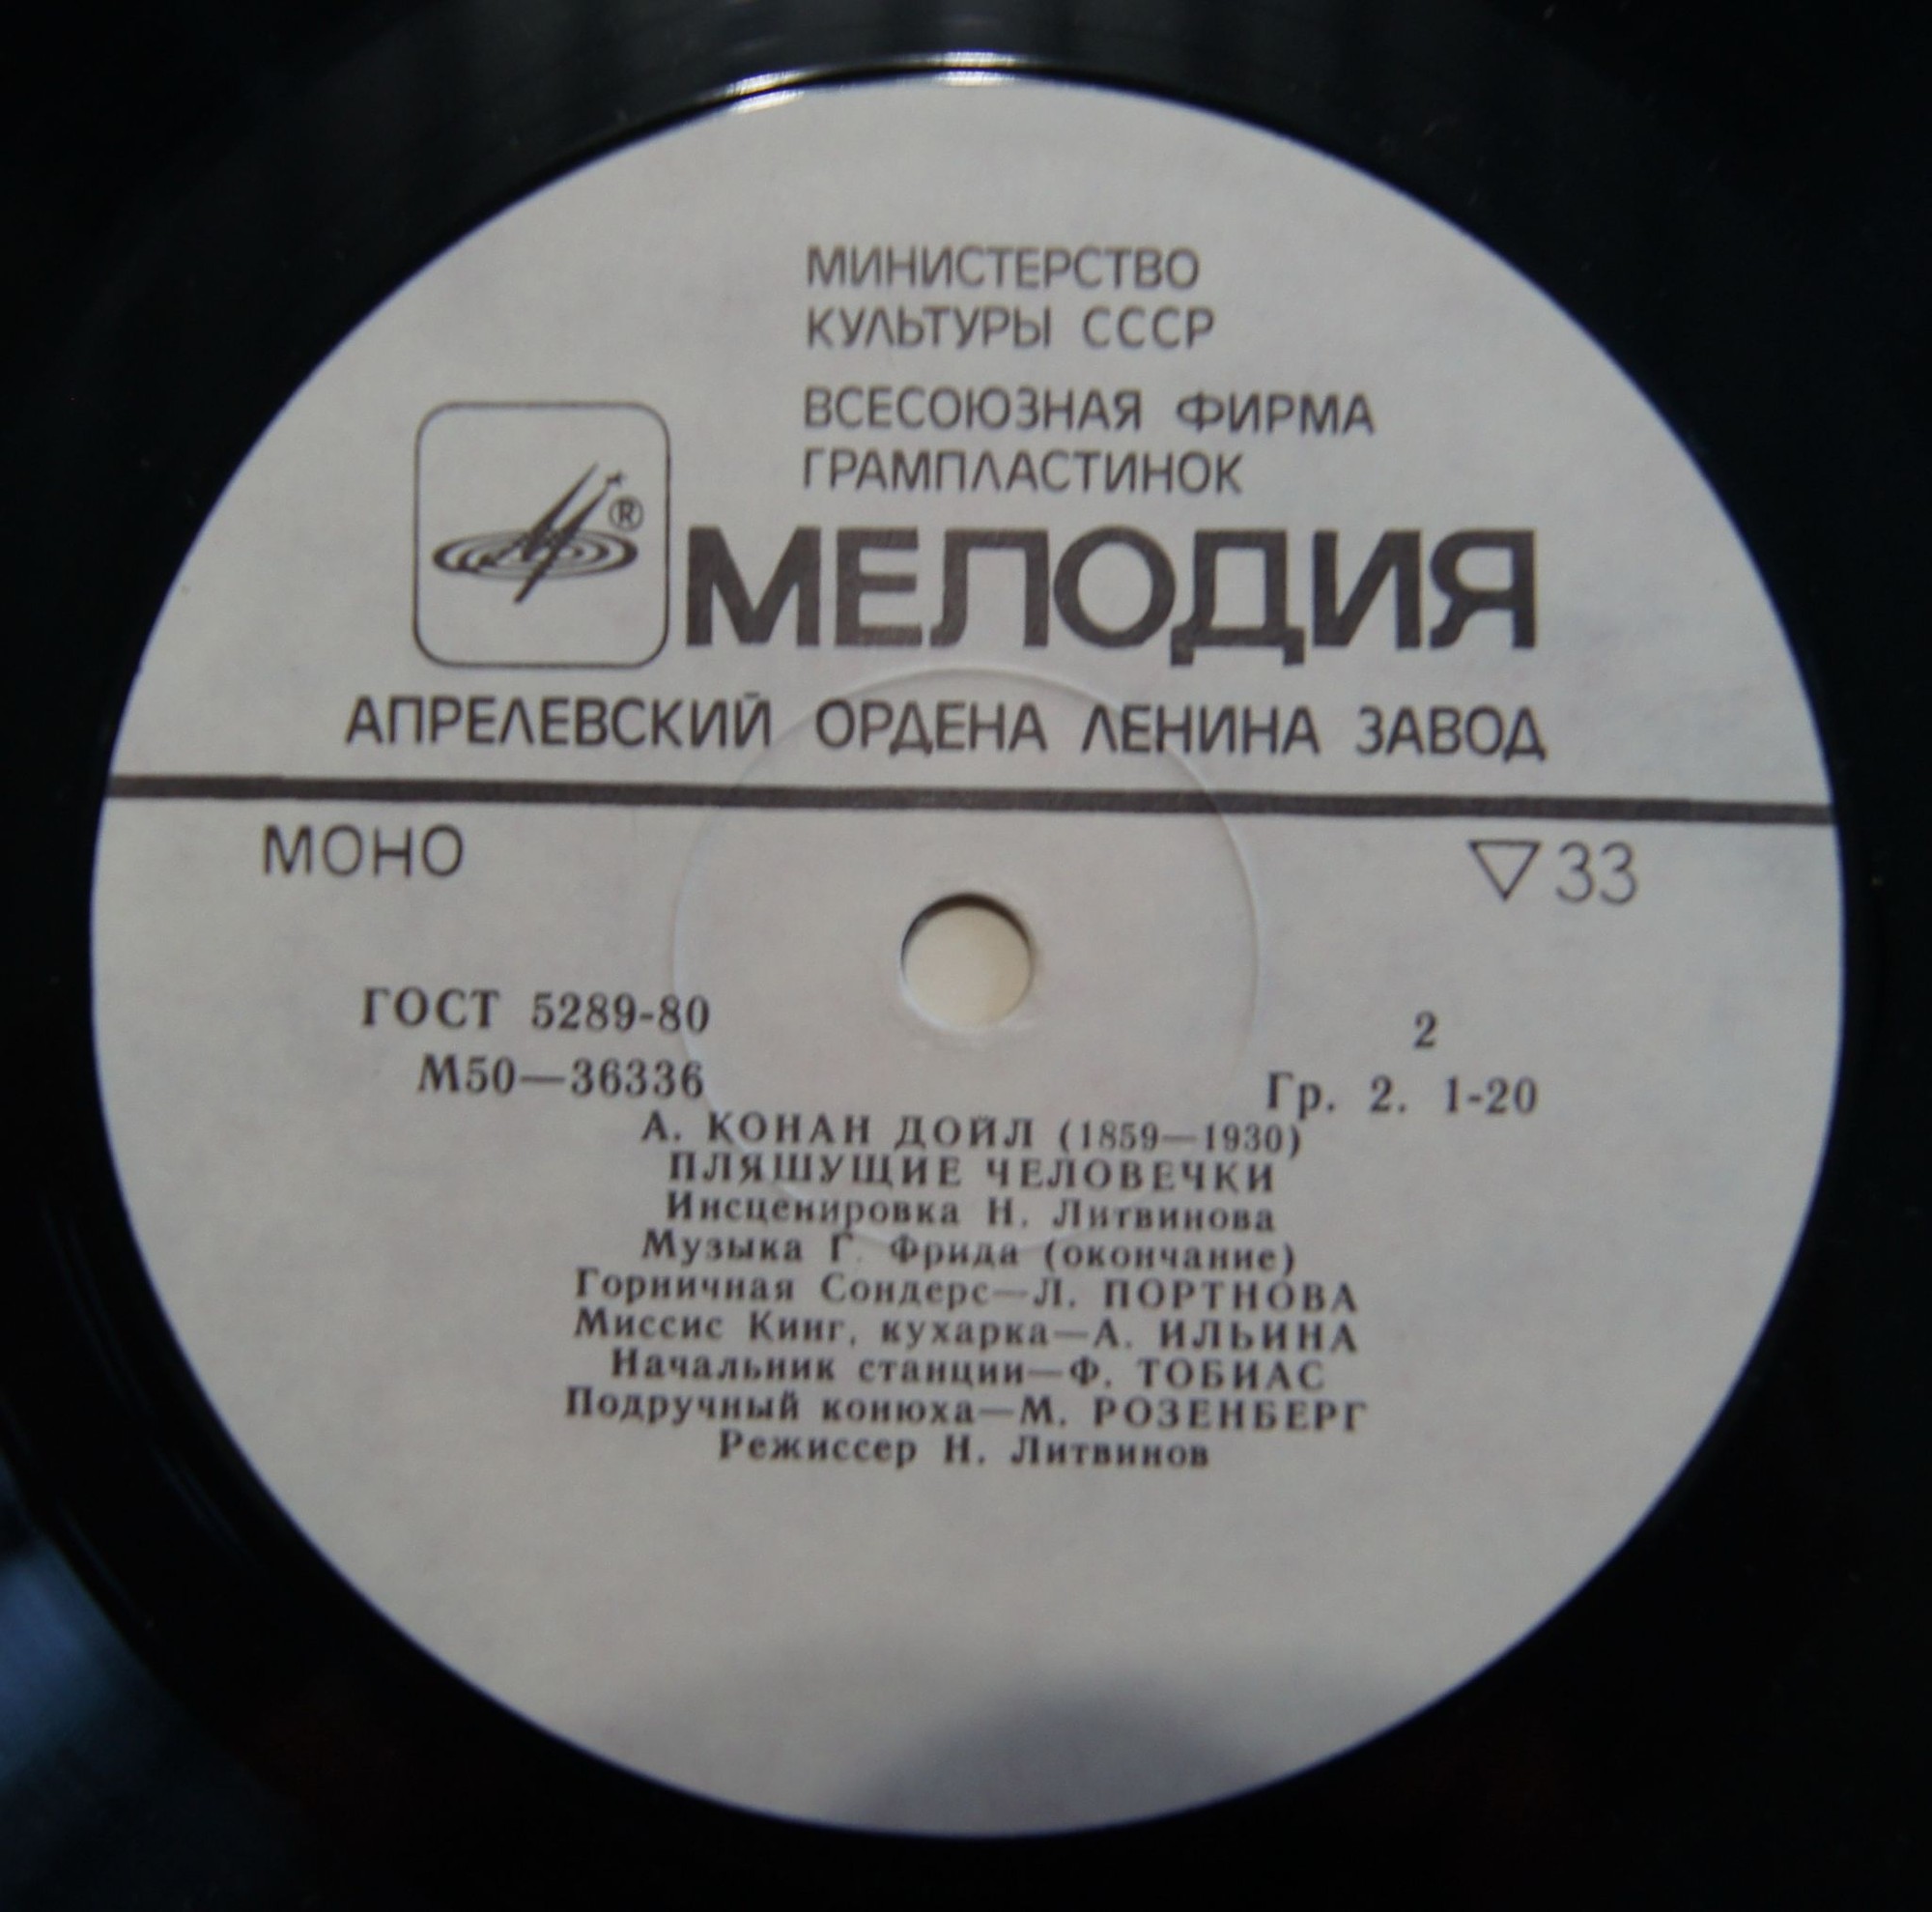 МИНИСТЕРСТВО
КУЛЬТУРЫ СССР
ВСЕСОЮЗНАЯ ФИРМА
ГРАМПЛАСТИНОК
®
МЕЛОДИЯ
АПРЕЛЕВСКИЙ ОРДЕНА ЛЕНИНА ЗАВОД
МОНО
▽33
ГОСТ 5289-80
2
М50—36336
Гр. 2. 1-20
А. КОНАН ДОЙЛ (1859—1930)
ПЛЯШУЩИЕ ЧЕЛОВЕЧКИ
Инсценировка Н. Литвинова
Музыка Г. Фрида (окончание)
Горничная Сондерс—Л. ПОРТНОВА
Миссис Кинг, кухарка—А. ИЛЬИНА
Начальник станции—Ф. ТОБИАС
Подручный конюха—М. РОЗЕНБЕРГ
Режиссер Н. Литвинов